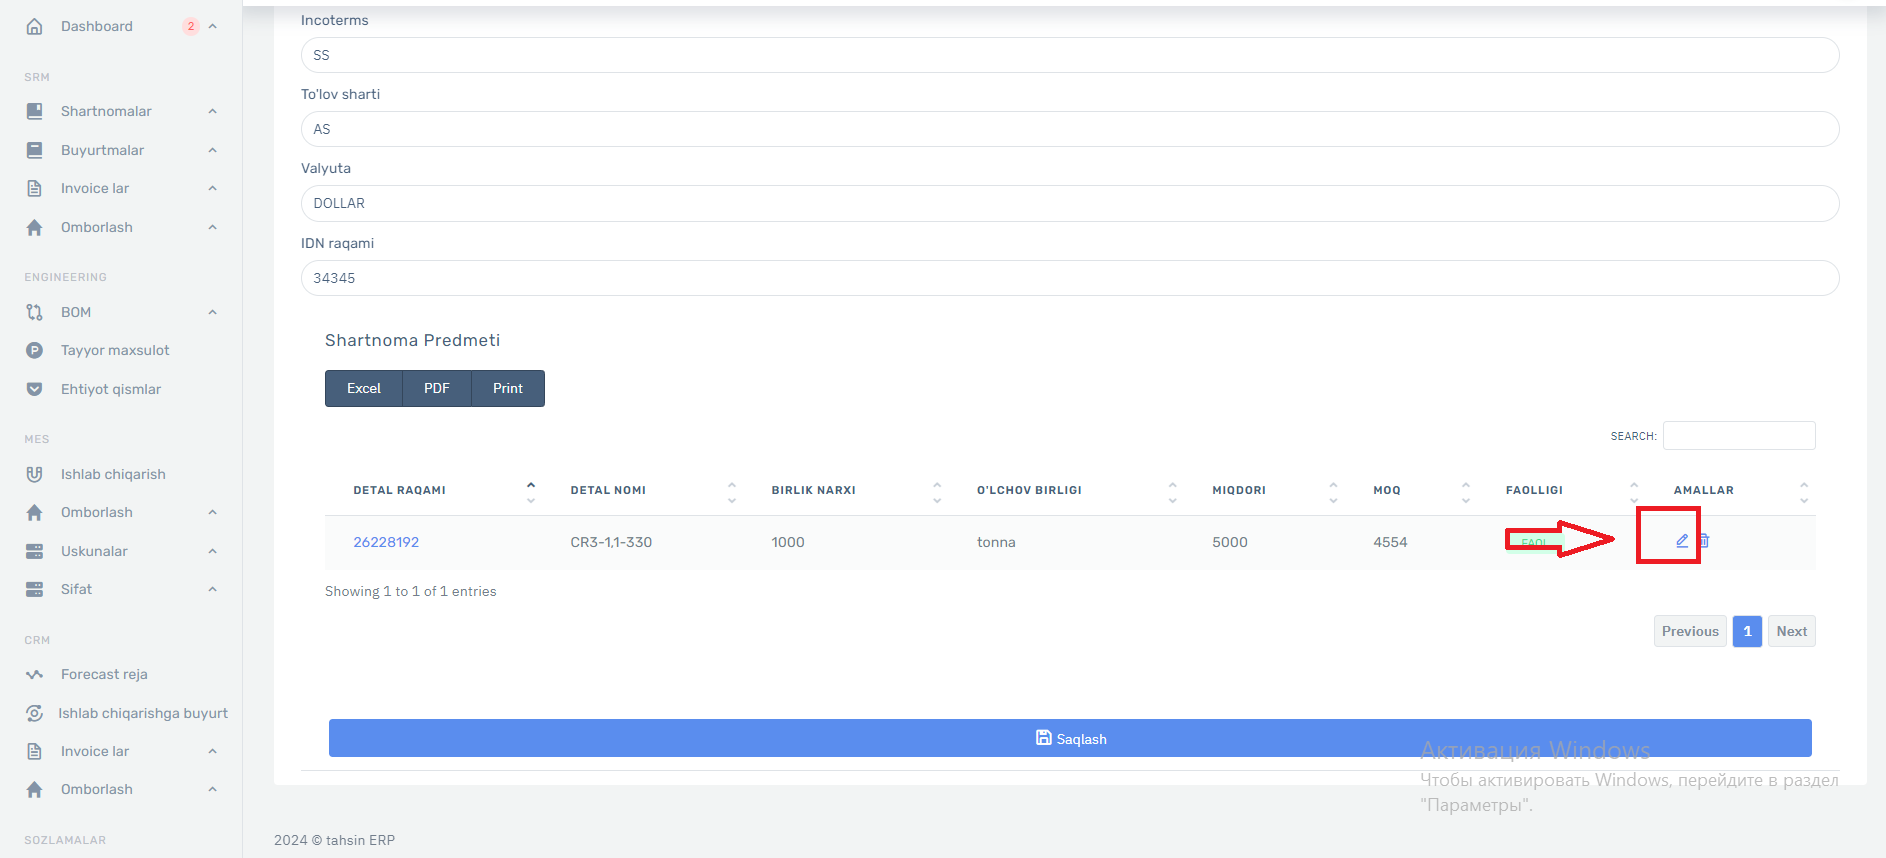 Dashboard 2
SRM
Shartnomalar
Buyurtmalar
Invoice lar
Omborlash
ENGINEERING
BOM
Tayyor maxsulot
Ehtiyot qismlar
MES
Ishlab chiqarish
Omborlash
Uskunalar
Sifat
CRM
Forecast reja
Ishlab chiqarishga buyurt
Invoice lar
Omborlash
SOZLAMALAR
Incoterms
SS
To'lov sharti
AS
Valyuta
DOLLAR
IDN raqami
34345
Shartnoma Predmeti
Excel PDF Print
SEARCH:
DETAL RAQAMI DETAL NOMI BIRLIK NARXI O'LCHOV BIRLIGI MIQDORI MOQ FAOLLIGI AMALLAR
26228192 CR3-1,1-330 1000 tonna 5000 4554 FAOL
Showing 1 to 1 of 1 entries
Previous 1 Next
Saqlash
Активация Windows
Чтобы активировать Windows, перейдите в раздел
"Параметры".
2024 © tahsin ERP